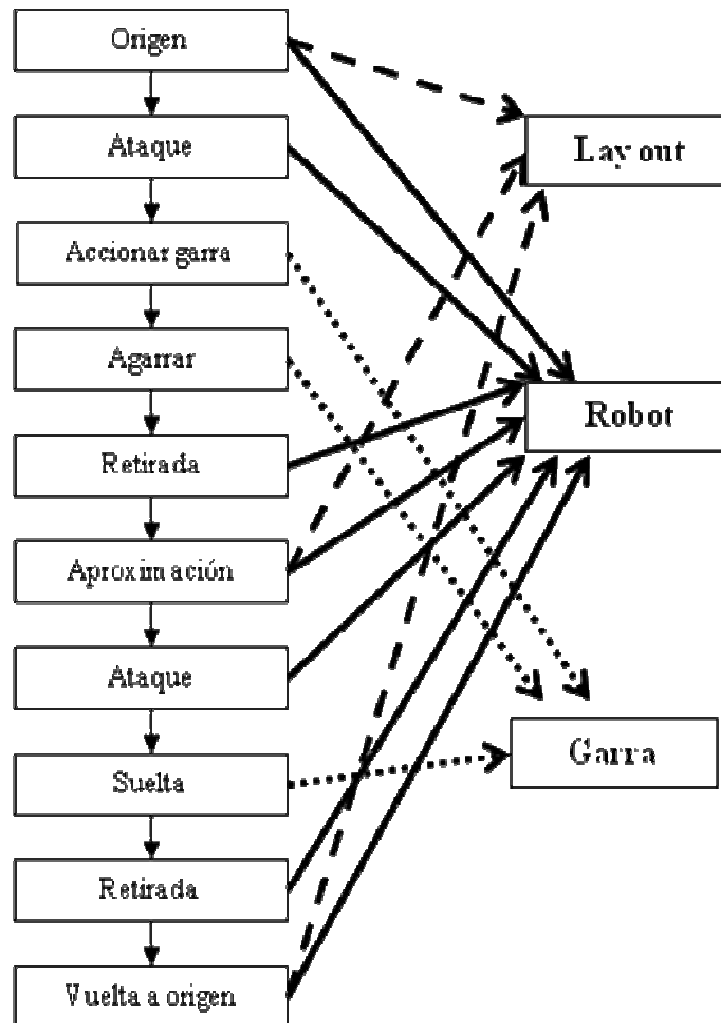 Origen
Ataque
Accionar garra
Agarrar
Retirada
Aproximación
Ataque
Suelta
Retirada
Vuelta a origen
Lay out
Robot
Garra